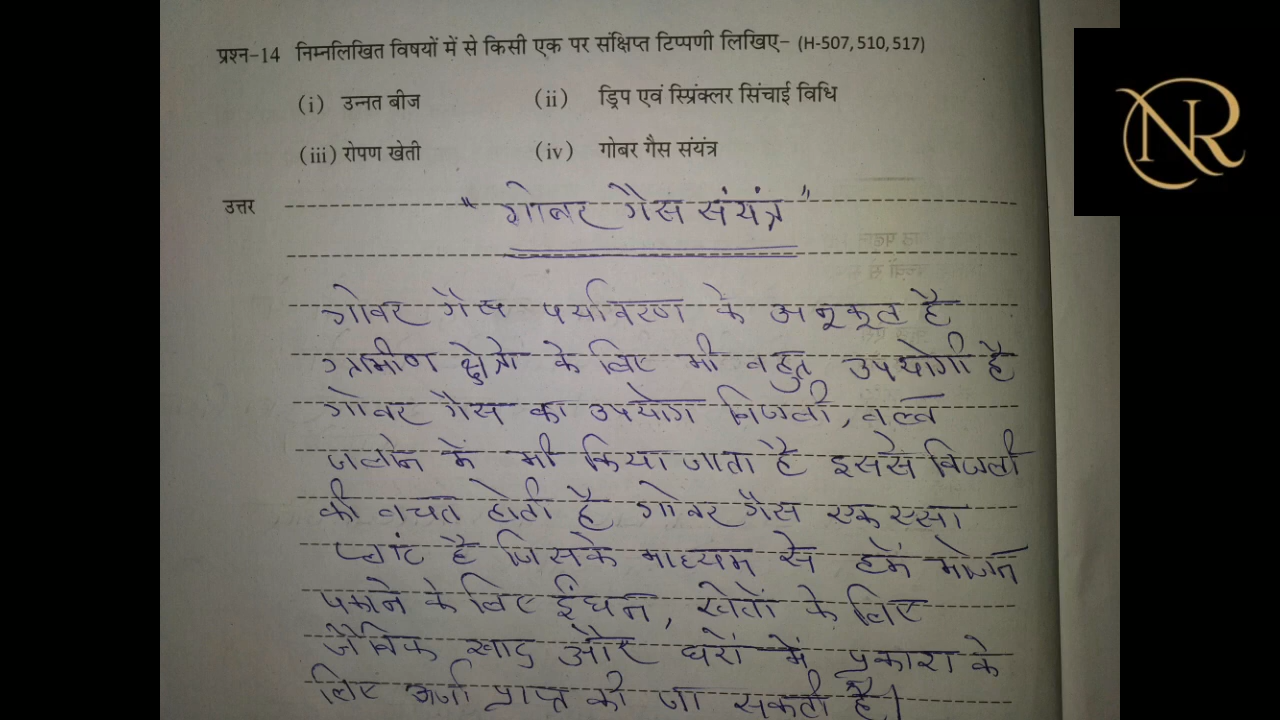 प्रश्न-14 निम्नलिखित विषयों में से किसी एक पर संक्षिप्त टिप्पणी लिखिए- (H-507, 510, 517)
(i) उन्नत बीज (ii) ड्रिप एवं स्प्रिंक्लर सिंचाई विधि
(iii) रोपण खेती (iv) गोबर गैस संयंत्र
उत्तर "गोबर गैस संयंत्र"
गोबर गैस पर्यावरण के अनुकूल है
ग्रामीण क्षेत्रो के लिए भी बहुत उपयोगी है
गोबर गैस का उपयोग बिजली, बल्ब
जलाने में भी किया जाता है इससे बिजली
की बचत होती है गोबर गैस एक एसा
प्लांट है जिसके माध्यम से हमें भोजन
पकाने के लिए ईंधन, खेतों के लिए
जैविक खाद और घरों में प्रकाश के
लिए ऊर्जा प्राप्त की जा सकती है।
NR